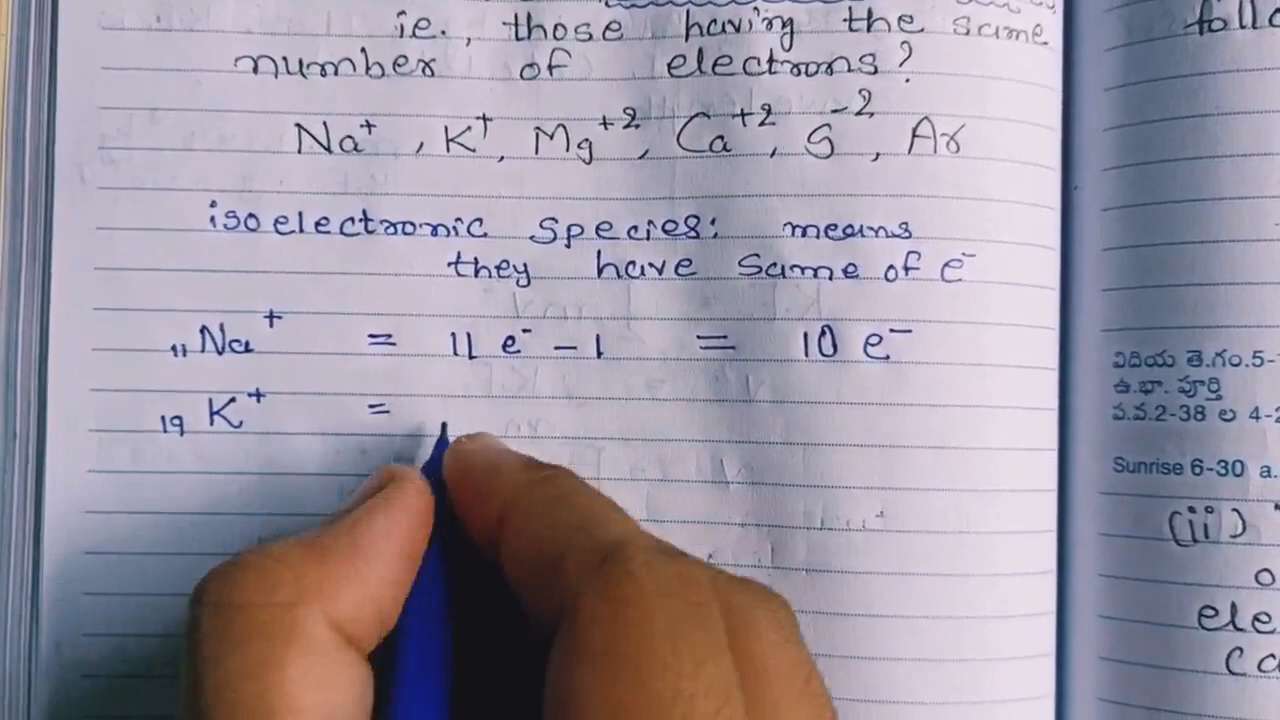 ie., those having the same
number of electrons?
Na⁺, K⁺, Mg⁺², Ca⁺², S⁻², Ar
isoelectronic species: means
they have same of e⁻
₁₁Na⁺ = 11 e⁻ - 1 = 10 e⁻
₁₉K⁺ =
విదియ తె.గం.5-
ఉ.భా. పూర్తి
వ.వ.2-38 ల 4-2
Sunrise 6-30 a.
(ii)
ele